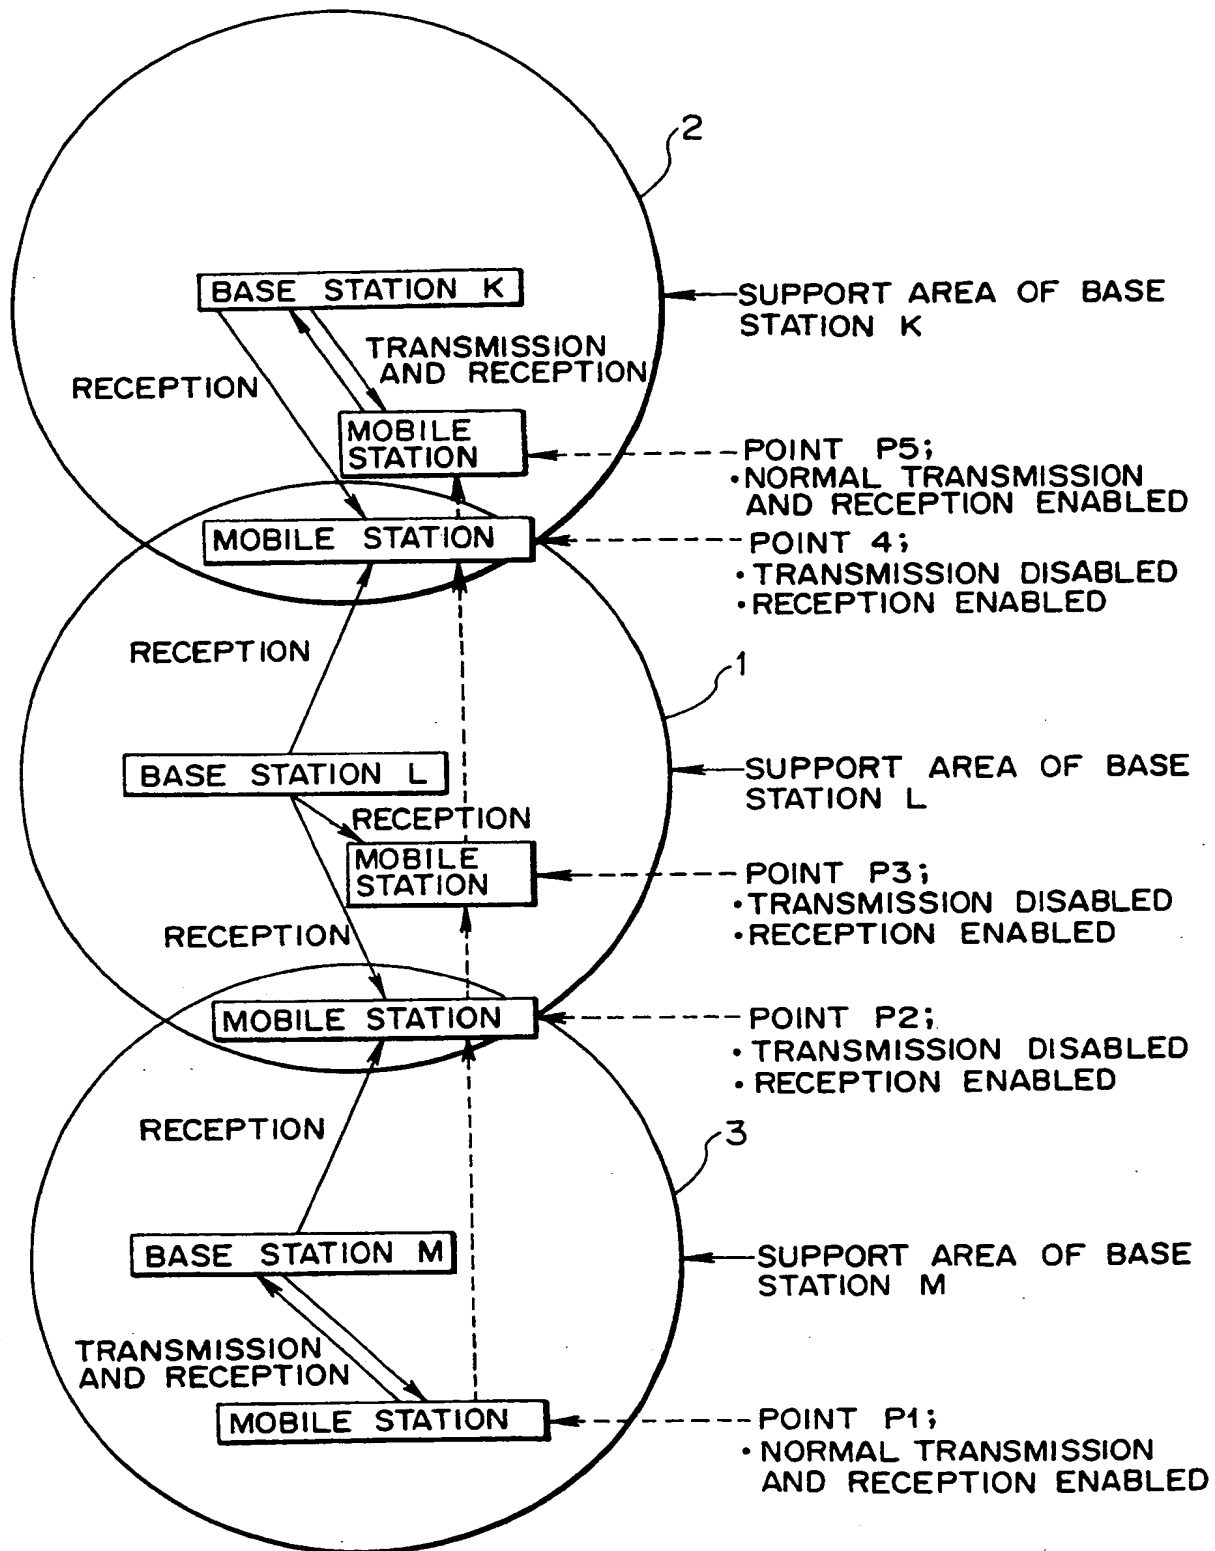 2
BASE STATION K
SUPPORT AREA OF BASE
STATION K
TRANSMISSION
AND RECEPTION
RECEPTION
MOBILE
STATION
POINT P5;
•NORMAL TRANSMISSION
AND RECEPTION ENABLED
MOBILE STATION
POINT 4;
•TRANSMISSION DISABLED
•RECEPTION ENABLED
RECEPTION
1
BASE STATION L
SUPPORT AREA OF BASE
STATION L
RECEPTION
MOBILE
STATION
POINT P3;
•TRANSMISSION DISABLED
•RECEPTION ENABLED
RECEPTION
MOBILE STATION
POINT P2;
•TRANSMISSION DISABLED
•RECEPTION ENABLED
RECEPTION
3
BASE STATION M
SUPPORT AREA OF BASE
STATION M
TRANSMISSION
AND RECEPTION
MOBILE STATION
POINT P1;
•NORMAL TRANSMISSION
AND RECEPTION ENABLED